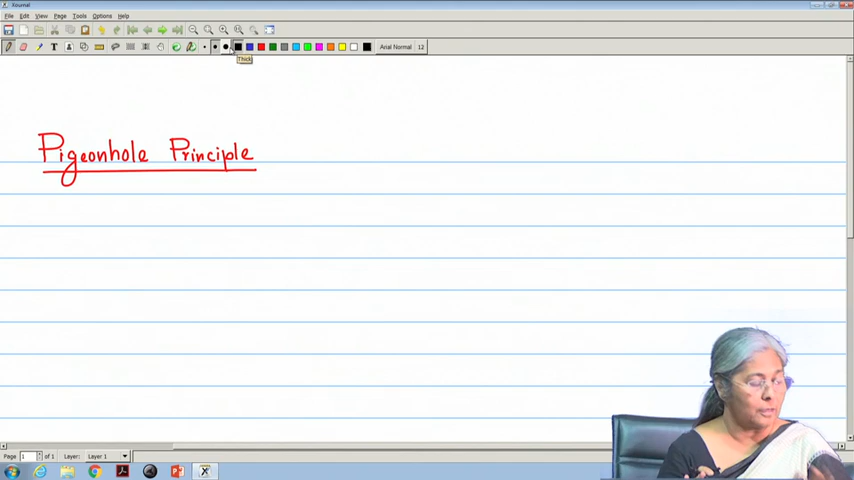 Xournal
File Edit View Page Tools Options Help
T Arial Normal 12
Thick
Pigeonhole Principle
Page 1 of 1 Layer: Layer 1